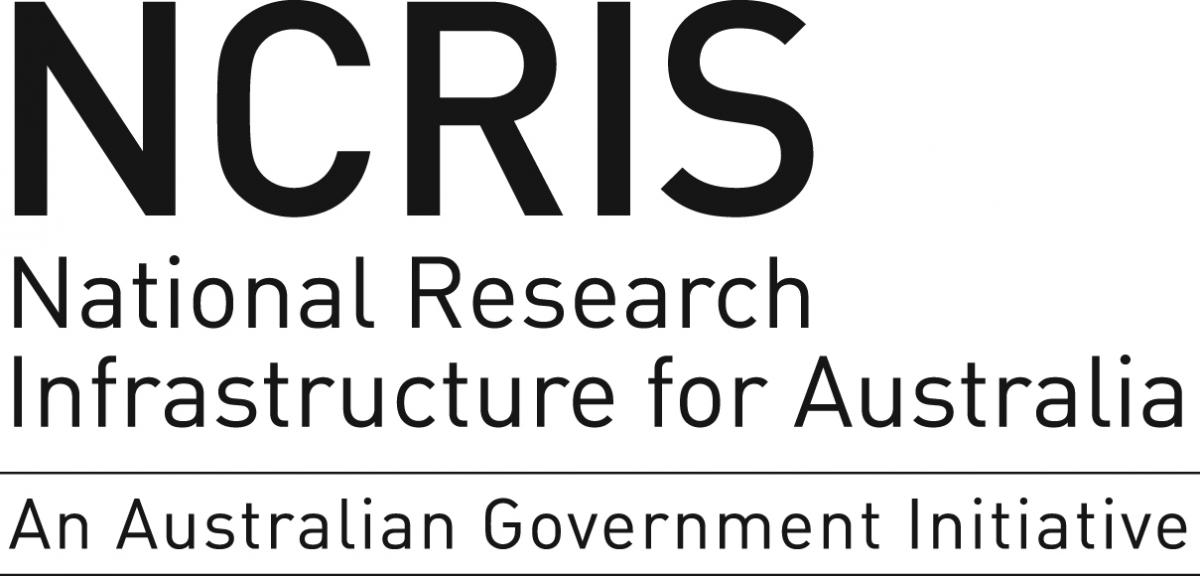 NCRIS
National Research
Infrastructure for Australia
An Australian Government Initiative